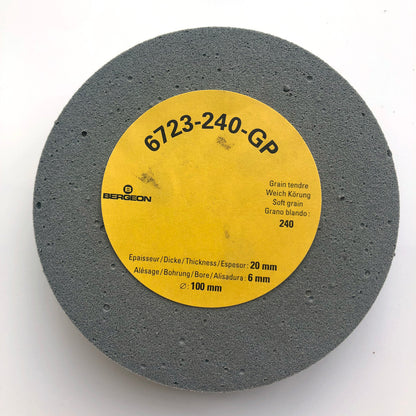 6723-240-GP
B
BERGEON
Grain tendre
Weich Körung
Soft grain
Grano blando:
240
Epaisseur/Dicke/Thickness/Espesor: 20 mm
Alésage/Bohrung/Bore/Alisadura: 6 mm
∅: 100 mm